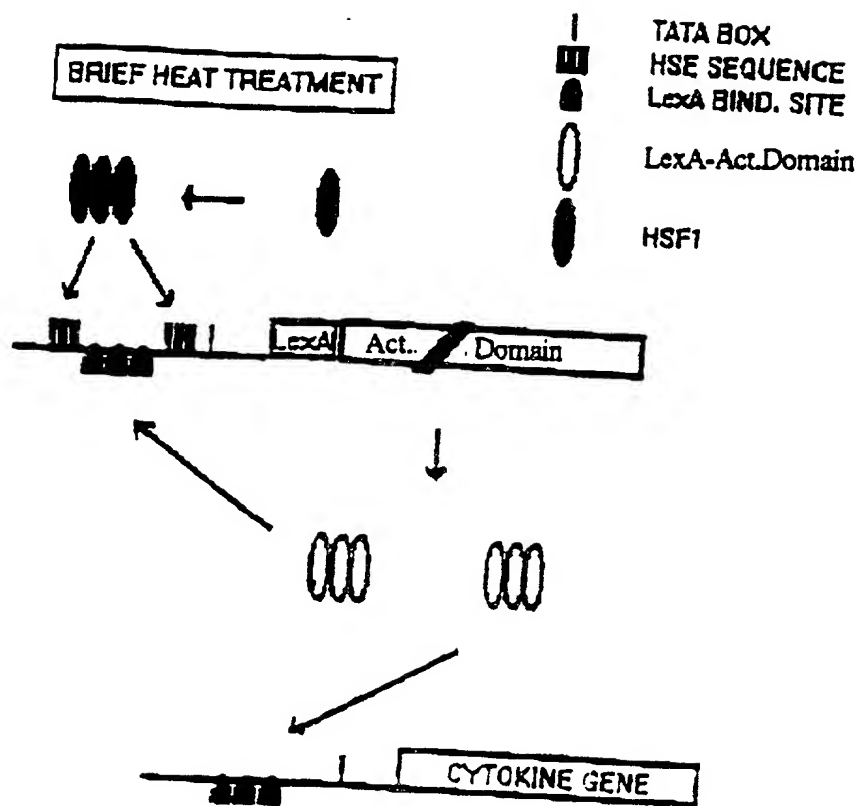 BRIEF HEAT TREATMENT
TATA BOX
HSE SEQUENCE
LexA BIND. SITE
LexA-Act.Domain
HSF1
LexA
Act.. . Domain
CYTOKINE GENE